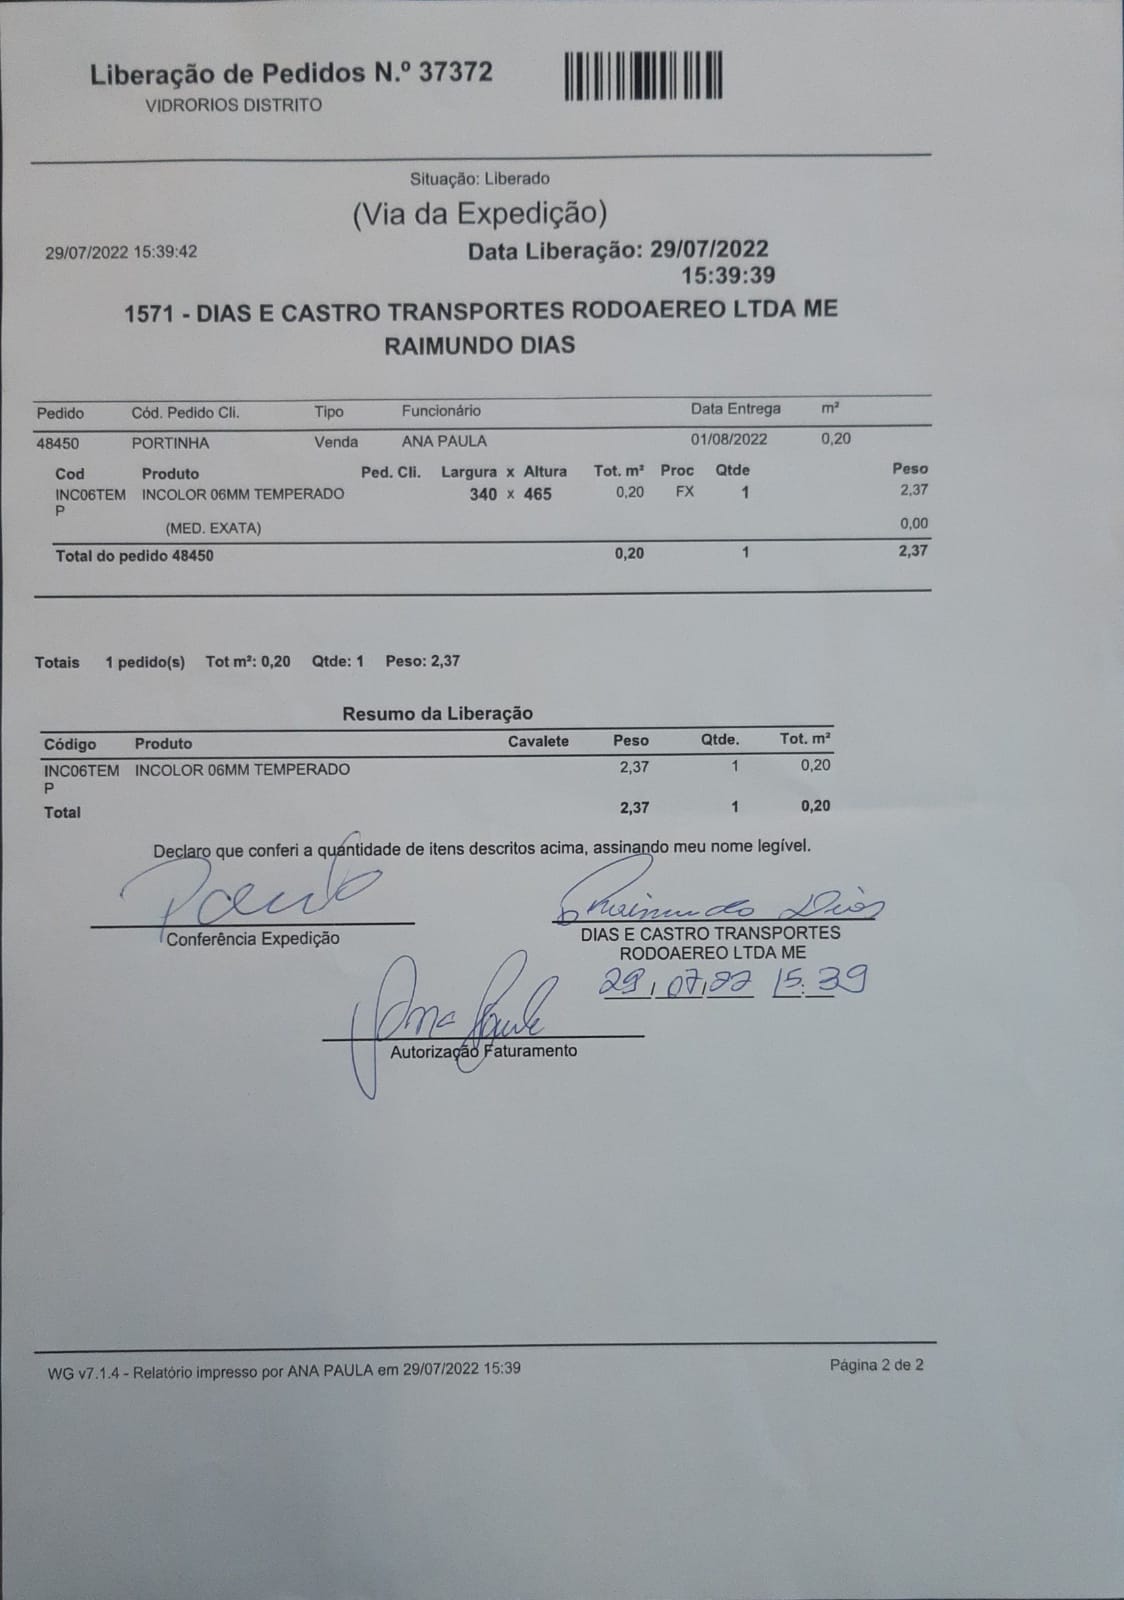 Liberação de Pedidos N.º 37372
VIDRORIOS DISTRITO
Situação: Liberado
(Via da Expedição)
29/07/2022 15:39:42 Data Liberação: 29/07/2022
15:39:39
1571 - DIAS E CASTRO TRANSPORTES RODOAEREO LTDA ME
RAIMUNDO DIAS
Pedido Cód. Pedido Cli. Tipo Funcionário Data Entrega m²
48450 PORTINHA Venda ANA PAULA 01/08/2022 0,20
Cod Produto Ped. Cli. Largura x Altura Tot. m² Proc Qtde Peso
INC06TEM INCOLOR 06MM TEMPERADO 340 x 465 0,20 FX 1 2,37
P
(MED. EXATA) 0,00
Total do pedido 48450 0,20 1 2,37
Totais 1 pedido(s) Tot m²: 0,20 Qtde: 1 Peso: 2,37
Resumo da Liberação
Código Produto Cavalete Peso Qtde. Tot. m²
INC06TEM INCOLOR 06MM TEMPERADO 2,37 1 0,20
P
Total 2,37 1 0,20
Declaro que conferi a quantidade de itens descritos acima, assinando meu nome legível.
Raimundo Dias
Conferência Expedição DIAS E CASTRO TRANSPORTES
RODOAEREO LTDA ME
29/07/22 15:39
Ana Paula
Autorização Faturamento
WG v7.1.4 - Relatório impresso por ANA PAULA em 29/07/2022 15:39 Página 2 de 2